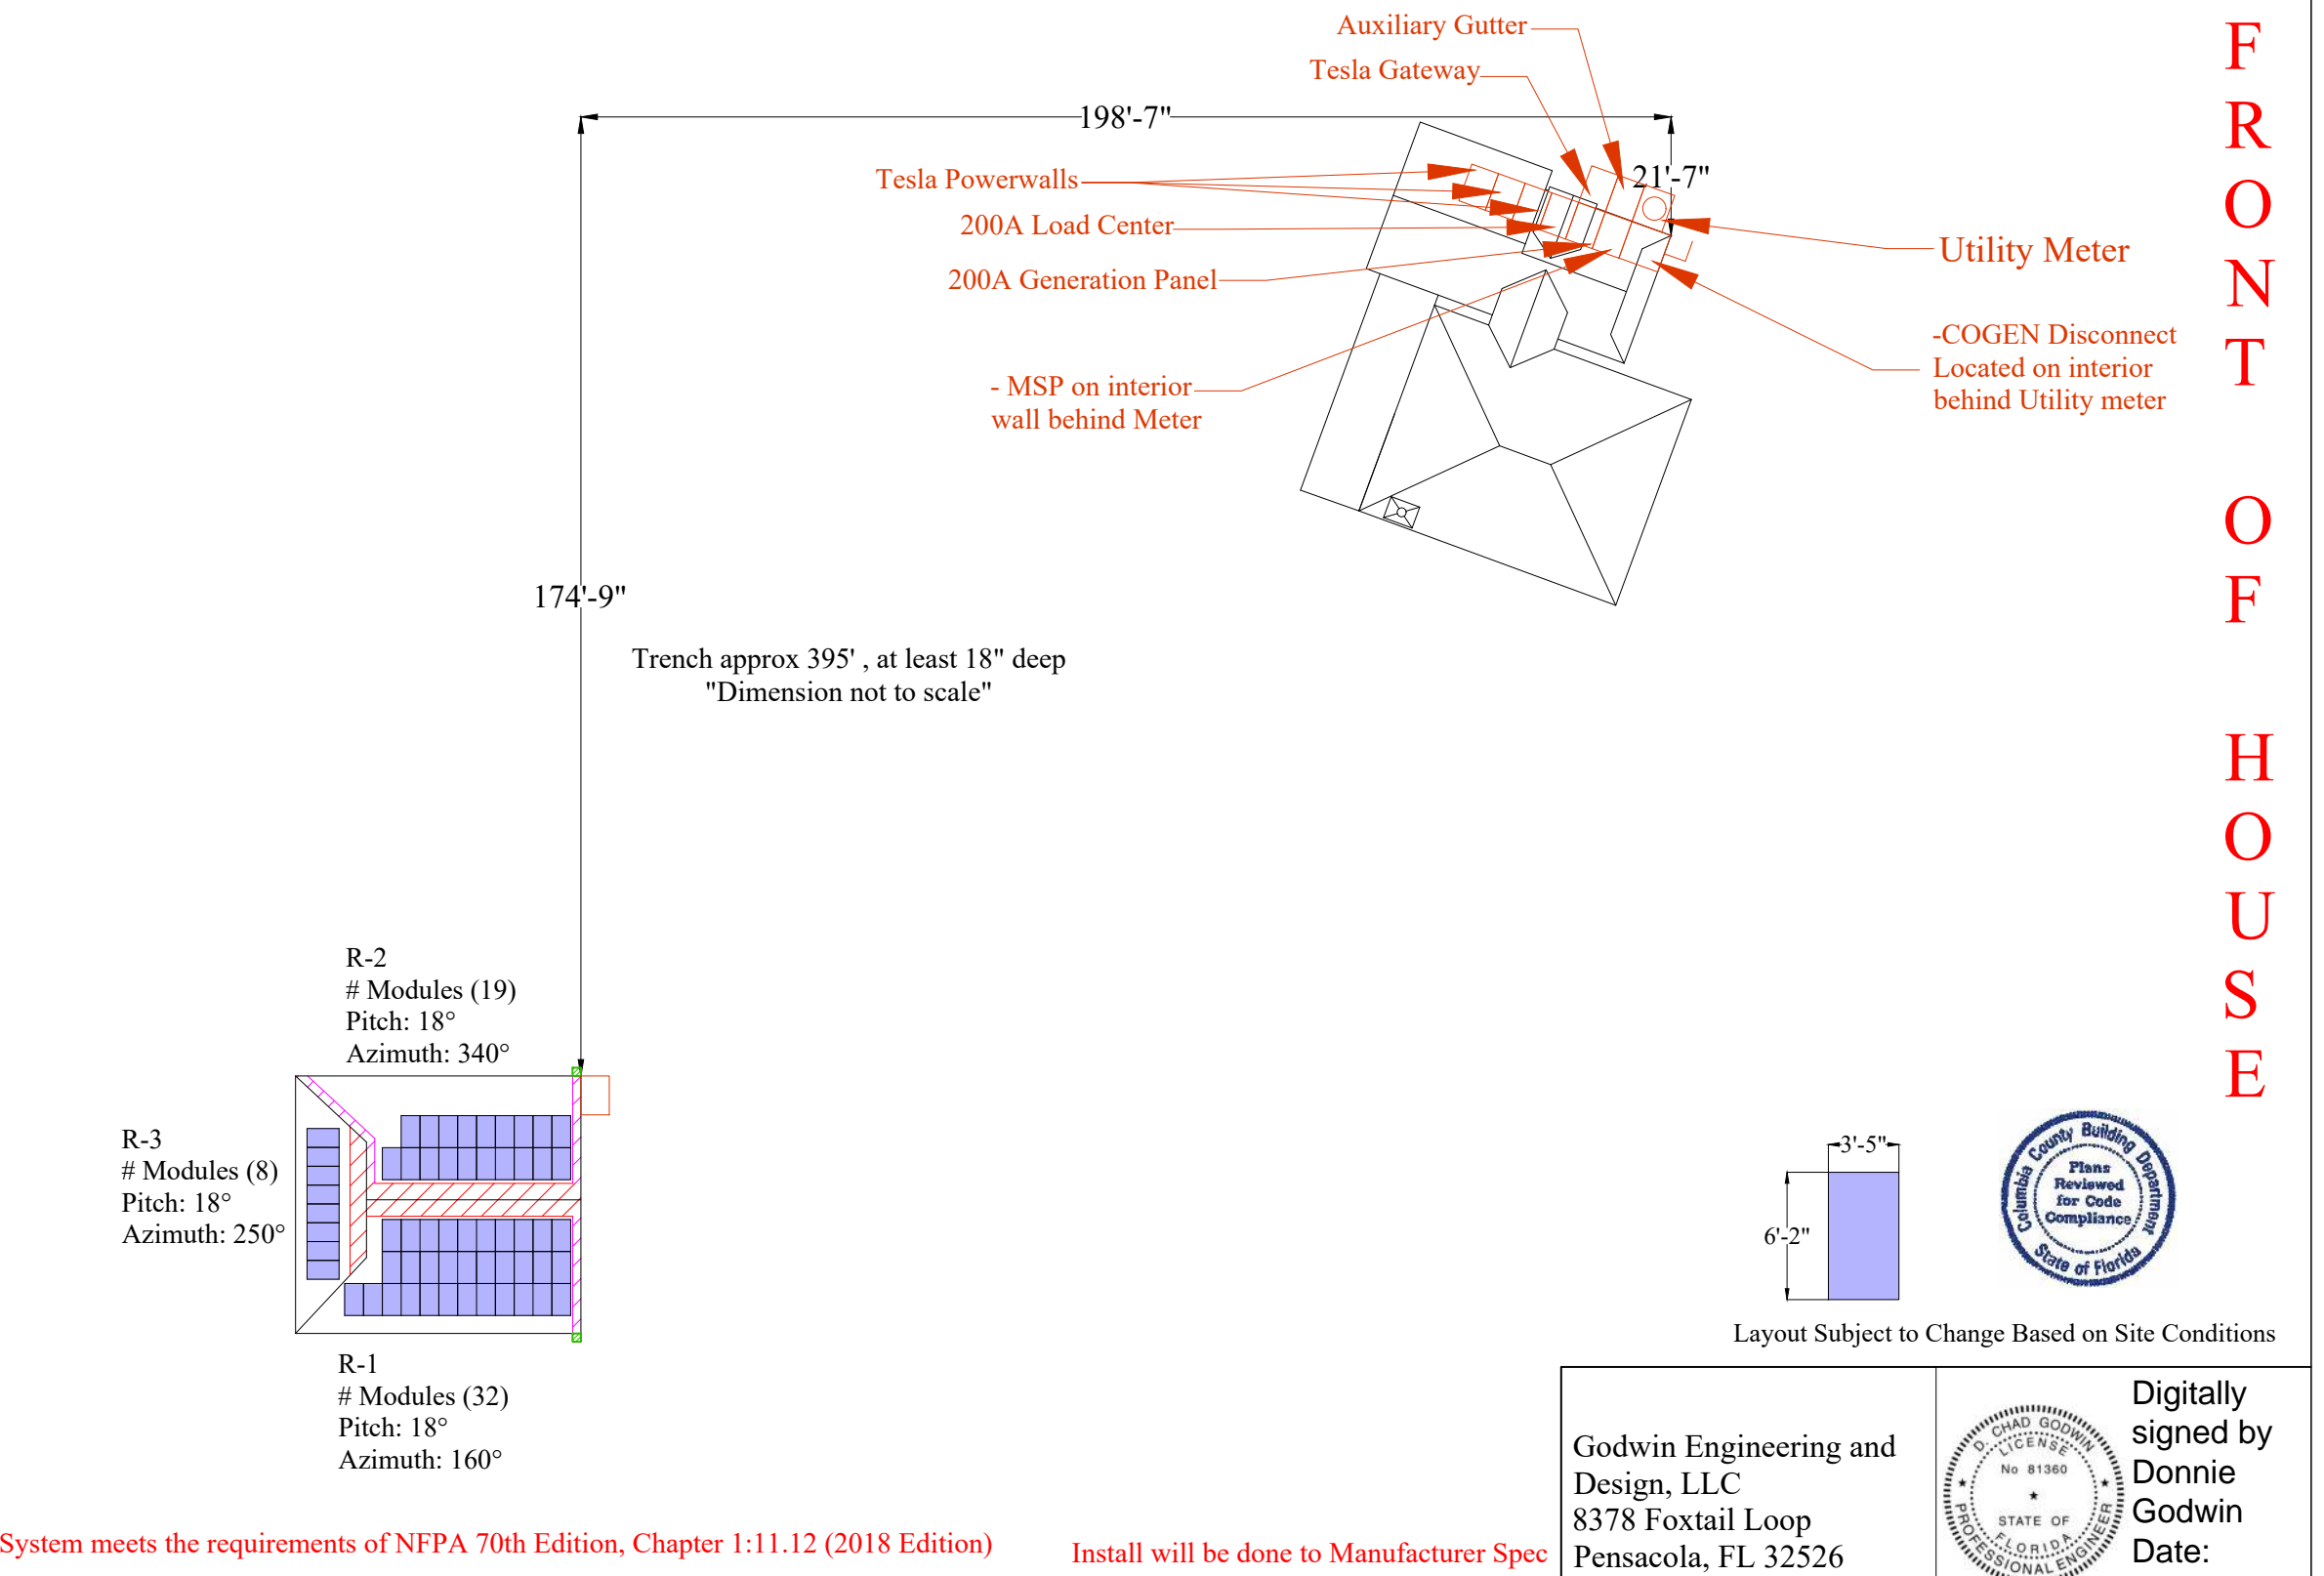 Auxiliary Gutter
Tesla Gateway
198'-7"
21'-7"
Tesla Powerwalls
200A Load Center
200A Generation Panel
Utility Meter
-COGEN Disconnect
Located on interior
behind Utility meter
- MSP on interior
wall behind Meter
FRONT OF HOUSE
174'-9"
Trench approx 395' , at least 18" deep
"Dimension not to scale"
R-2
# Modules (19)
Pitch: 18°
Azimuth: 340°
R-3
# Modules (8)
Pitch: 18°
Azimuth: 250°
R-1
# Modules (32)
Pitch: 18°
Azimuth: 160°
3'-5"
6'-2"
Columbia County Building Department
Plans
Reviewed
for Code
Compliance
State of Florida
Layout Subject to Change Based on Site Conditions
Godwin Engineering and
Design, LLC
8378 Foxtail Loop
Pensacola, FL 32526
D. CHAD GODWIN
LICENSE
No 81360
STATE OF
FLORIDA
PROFESSIONAL ENGINEER
Digitally
signed by
Donnie
Godwin
Date:
System meets the requirements of NFPA 70th Edition, Chapter 1:11.12 (2018 Edition)
Install will be done to Manufacturer Spec